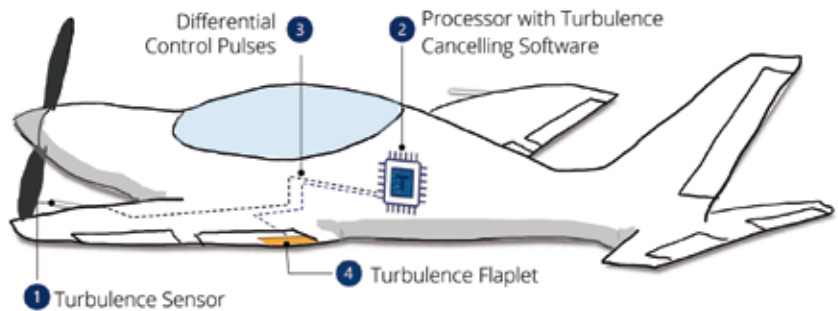 Differential
Control Pulses
3
2
Processor with Turbulence
Cancelling Software
T
4
Turbulence Flaplet
1
Turbulence Sensor